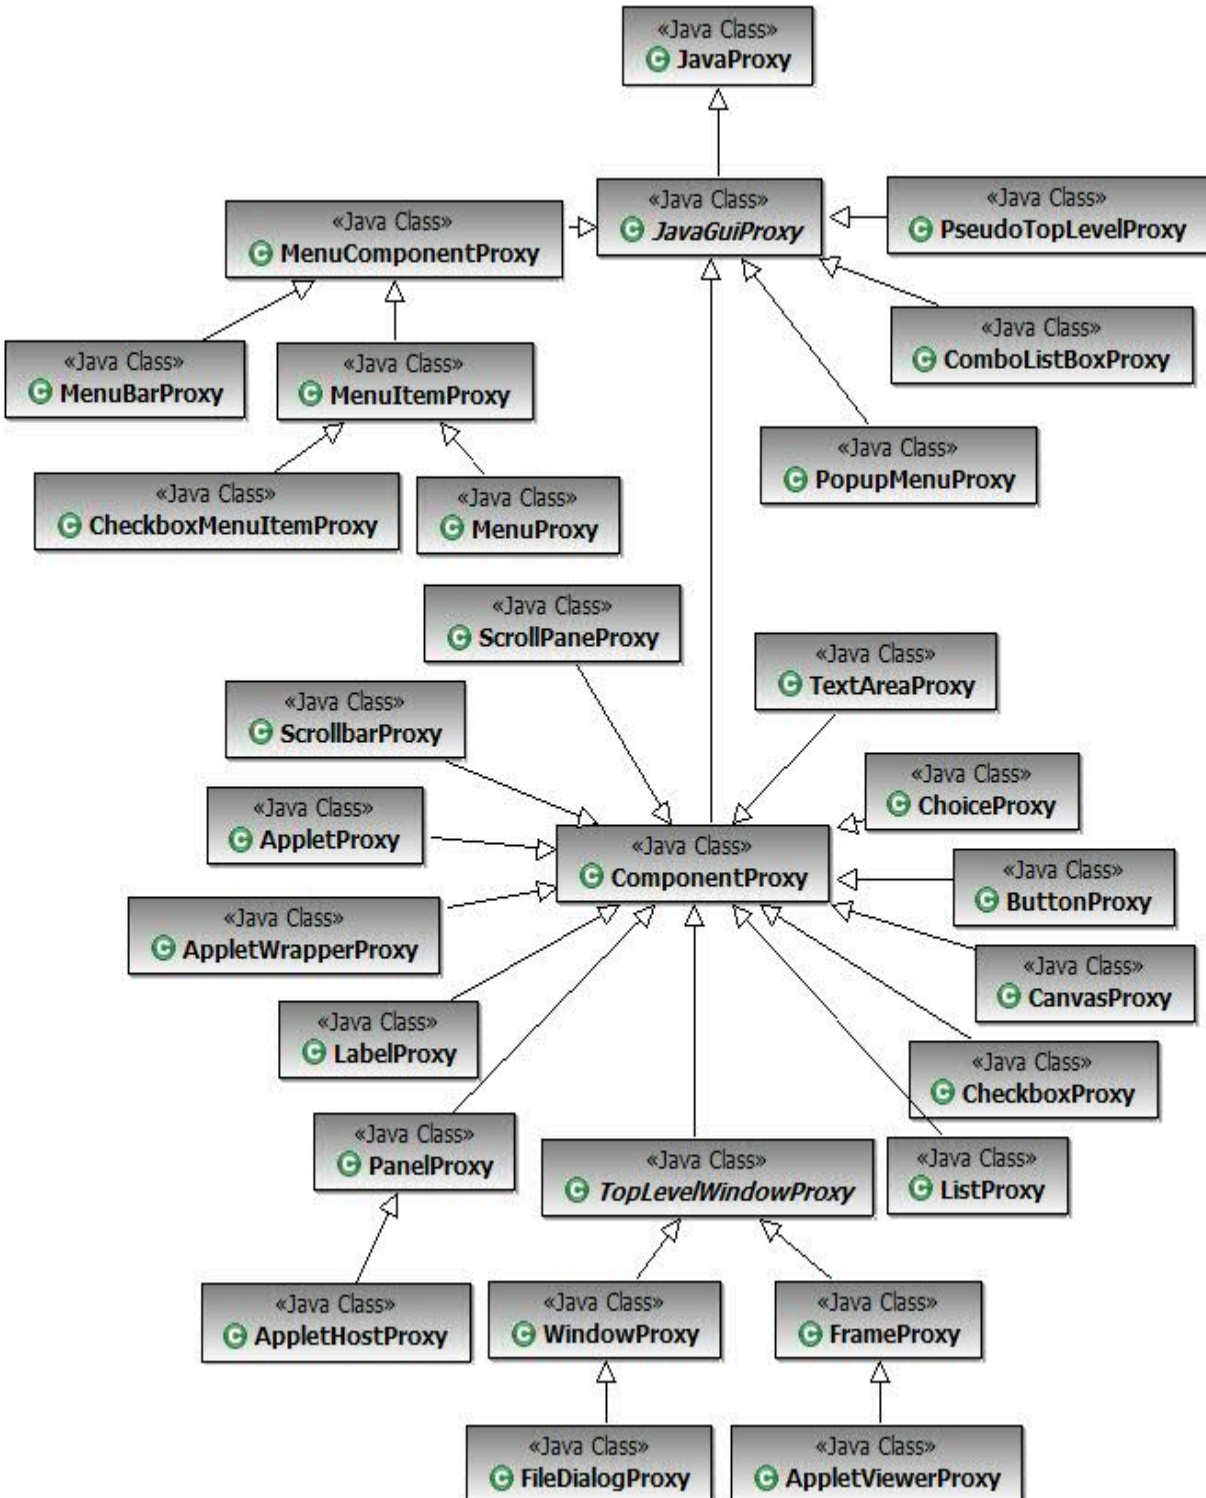 «Java Class»
C JavaProxy
«Java Class»
C JavaGuiProxy
«Java Class»
C PseudoTopLevelProxy
«Java Class»
C MenuComponentProxy
«Java Class»
C ComboListBoxProxy
«Java Class»
C MenuBarProxy
«Java Class»
C MenuItemProxy
«Java Class»
C PopupMenuProxy
«Java Class»
C CheckboxMenuItemProxy
«Java Class»
C MenuProxy
«Java Class»
C ScrollPaneProxy
«Java Class»
C TextAreaProxy
«Java Class»
C ScrollbarProxy
«Java Class»
C ChoiceProxy
«Java Class»
C AppletProxy
«Java Class»
C ComponentProxy
«Java Class»
C ButtonProxy
«Java Class»
C AppletWrapperProxy
«Java Class»
C CanvasProxy
«Java Class»
C LabelProxy
«Java Class»
C CheckboxProxy
«Java Class»
C PanelProxy
«Java Class»
C TopLevelWindowProxy
«Java Class»
C ListProxy
«Java Class»
C AppletHostProxy
«Java Class»
C WindowProxy
«Java Class»
C FrameProxy
«Java Class»
C FileDialogProxy
«Java Class»
C AppletViewerProxy